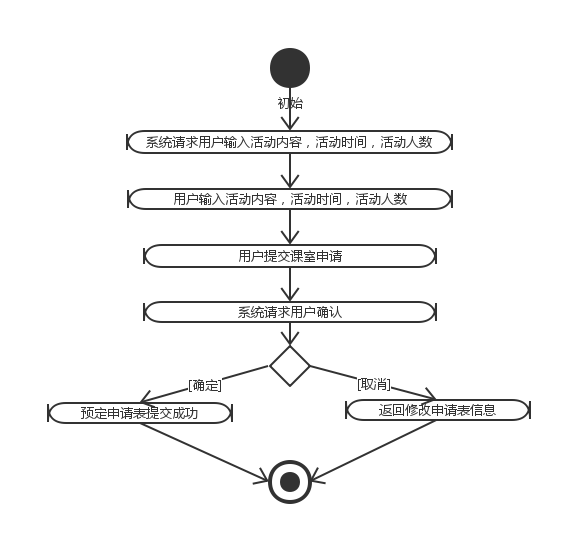 初始
系统请求用户输入活动内容，活动时间，活动人数
用户输入活动内容，活动时间，活动人数
用户提交课室申请
系统请求用户确认
[确定]
[取消]
预定申请表提交成功
返回修改申请表信息